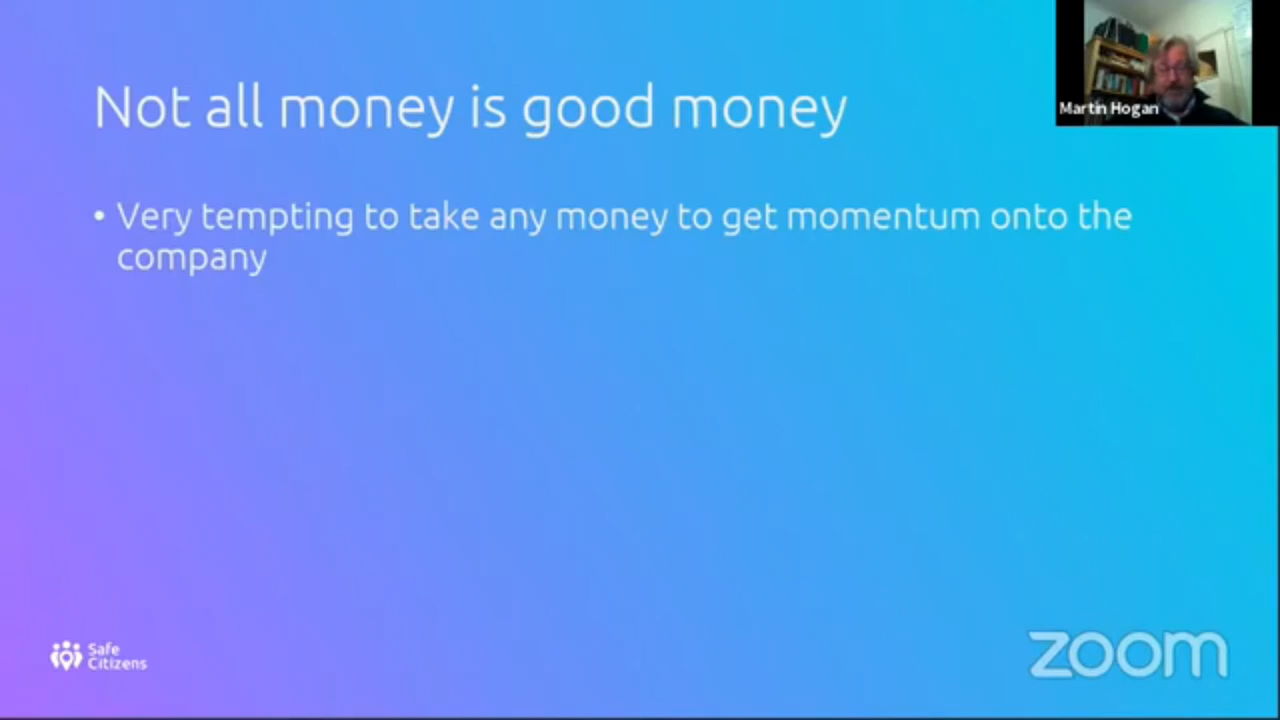 Not all money is good money
Martin Hogan
• Very tempting to take any money to get momentum onto the
company
Safe
Citizens
zoom